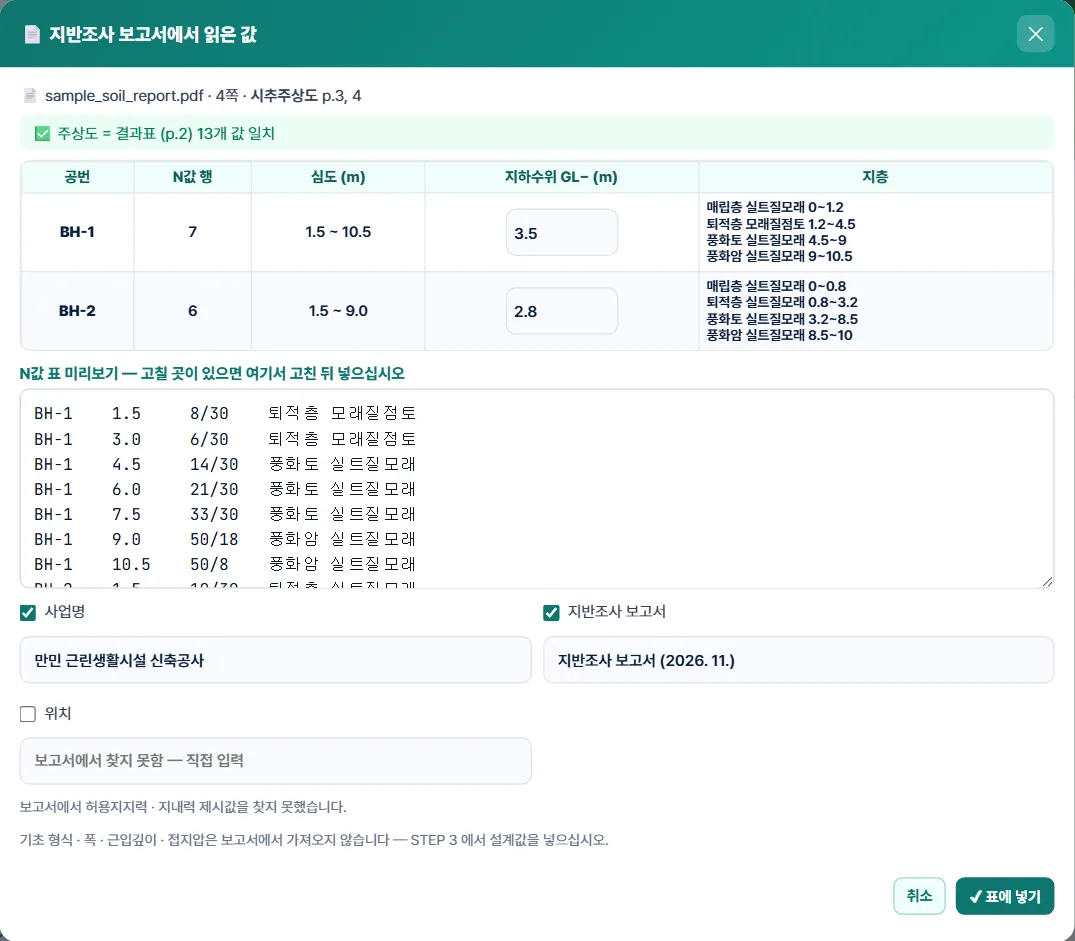 지반조사 보고서에서 읽은 값
sample_soil_report.pdf · 4쪽 · 시추주상도 p.3, 4
주상도 = 결과표 (p.2) 13개 값 일치
공번 N값 행 심도 (m) 지하수위 GL− (m) 지층
BH-1 7 1.5 ~ 10.5 3.5
매립층 실트질모래 0~1.2
퇴적층 모래질점토 1.2~4.5
풍화토 실트질모래 4.5~9
풍화암 실트질모래 9~10.5
BH-2 6 1.5 ~ 9.0 2.8
매립층 실트질모래 0~0.8
퇴적층 실트질모래 0.8~3.2
풍화토 실트질모래 3.2~8.5
풍화암 실트질모래 8.5~10
N값 표 미리보기 — 고칠 곳이 있으면 여기서 고친 뒤 넣으십시오
BH-1 1.5 8/30 퇴적층 모래질점토
BH-1 3.0 6/30 퇴적층 모래질점토
BH-1 4.5 14/30 풍화토 실트질모래
BH-1 6.0 21/30 풍화토 실트질모래
BH-1 7.5 33/30 풍화토 실트질모래
BH-1 9.0 50/18 풍화암 실트질모래
BH-1 10.5 50/8 풍화암 실트질모래
사업명 지반조사 보고서
만민 근린생활시설 신축공사 지반조사 보고서 (2026. 11.)
위치
보고서에서 찾지 못함 — 직접 입력
보고서에서 허용지지력 · 지내력 제시값을 찾지 못했습니다.
기초 형식 · 폭 · 근입깊이 · 접지압은 보고서에서 가져오지 않습니다 — STEP 3 에서 설계값을 넣으십시오.
취소 ✓ 표에 넣기